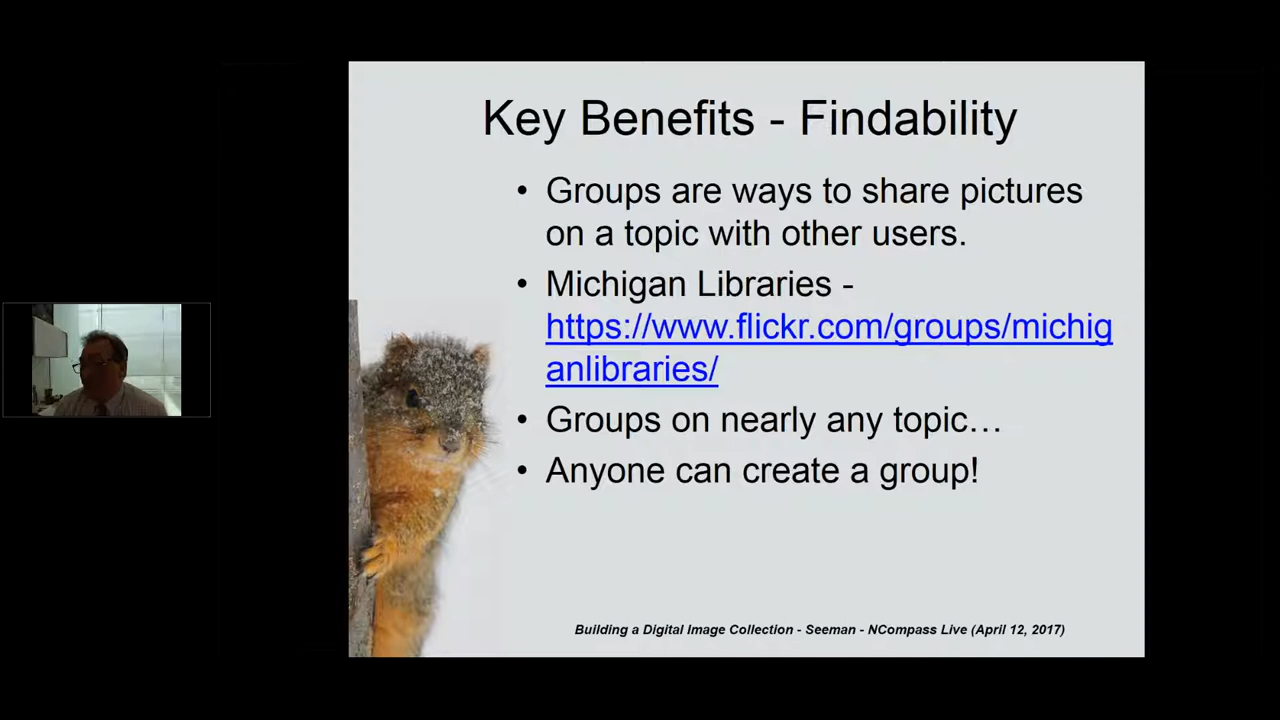 Key Benefits - Findability
• Groups are ways to share pictures
on a topic with other users.
• Michigan Libraries -
https://www.flickr.com/groups/michig
anlibraries/
• Groups on nearly any topic…
• Anyone can create a group!
Building a Digital Image Collection - Seeman - NCompass Live (April 12, 2017)